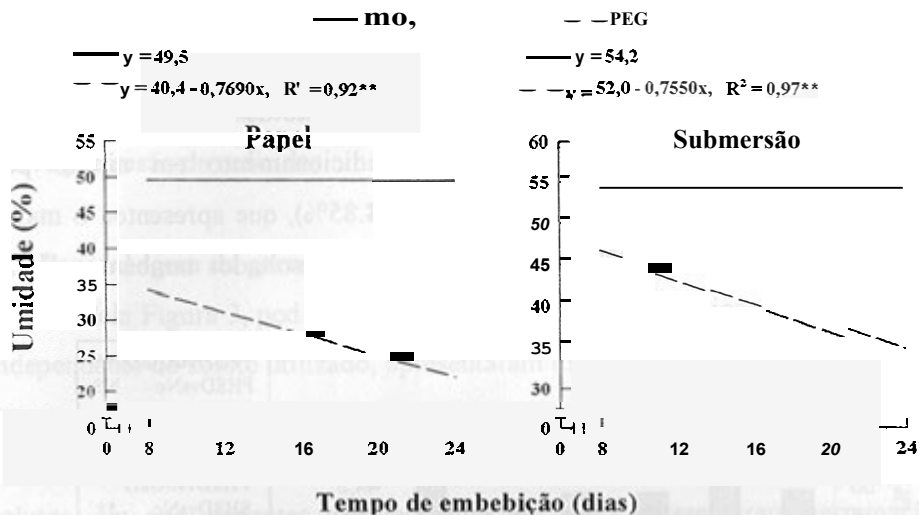 mo, PEG
y = 49,5
y = 40,4 - 0,7690x, R' = 0,92**
y = 54,2
y = 52,0 - 0,7550x, R² = 0,97**
Papel
Submersão
Umidade (%)
55
50
45
40
35
30
25
20
0
0 8 12 16 20 24
60
55
50
45
40
35
30
0
0 8 12 16 20 24
Tempo de embebição (dias)